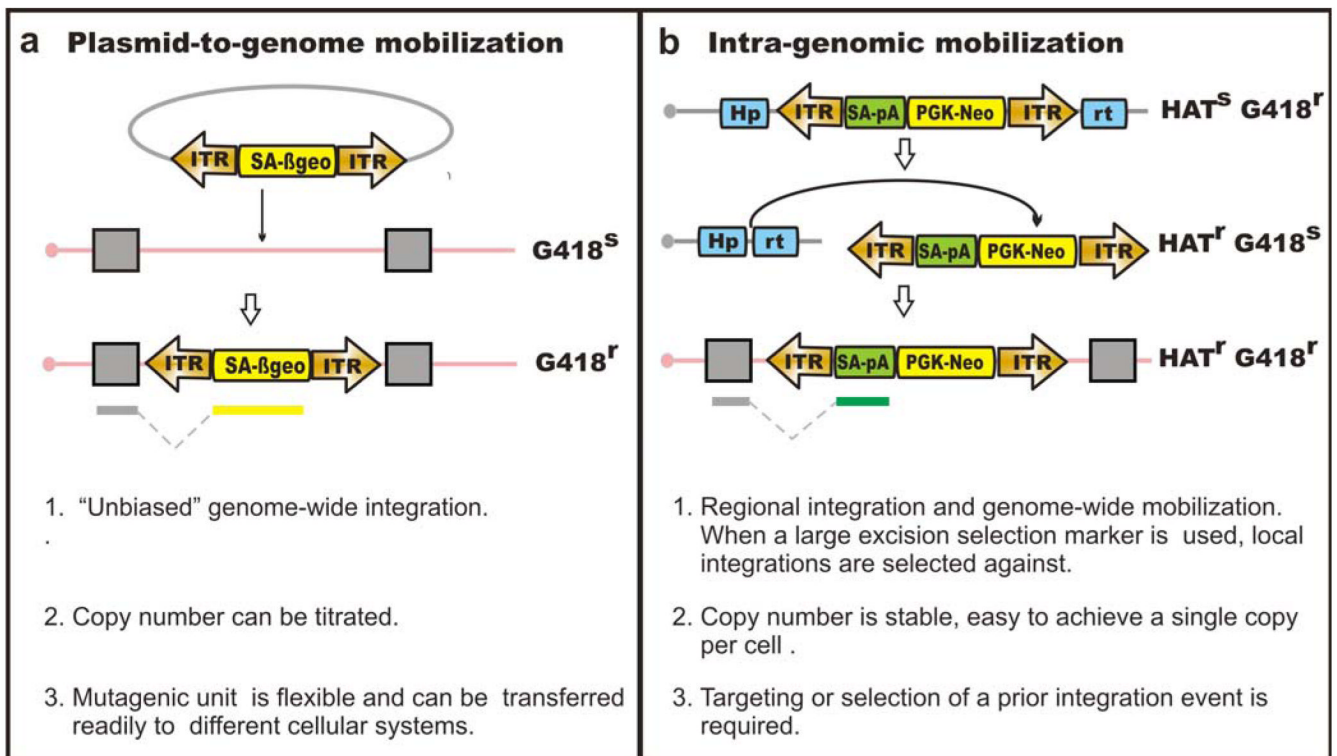 a Plasmid-to-genome mobilization
ITR SA-ßgeo ITR
G418s
ITR SA-ßgeo ITR
G418r
1. “Unbiased” genome-wide integration.
.
2. Copy number can be titrated.
3. Mutagenic unit is flexible and can be transferred
readily to different cellular systems.
b Intra-genomic mobilization
Hp ITR SA-pA PGK-Neo ITR rt HATs G418r
Hp rt ITR SA-pA PGK-Neo ITR HATr G418s
ITR SA-pA PGK-Neo ITR HATr G418r
1. Regional integration and genome-wide mobilization.
When a large excision selection marker is used, local
integrations are selected against.
2. Copy number is stable, easy to achieve a single copy
per cell .
3. Targeting or selection of a prior integration event is
required.